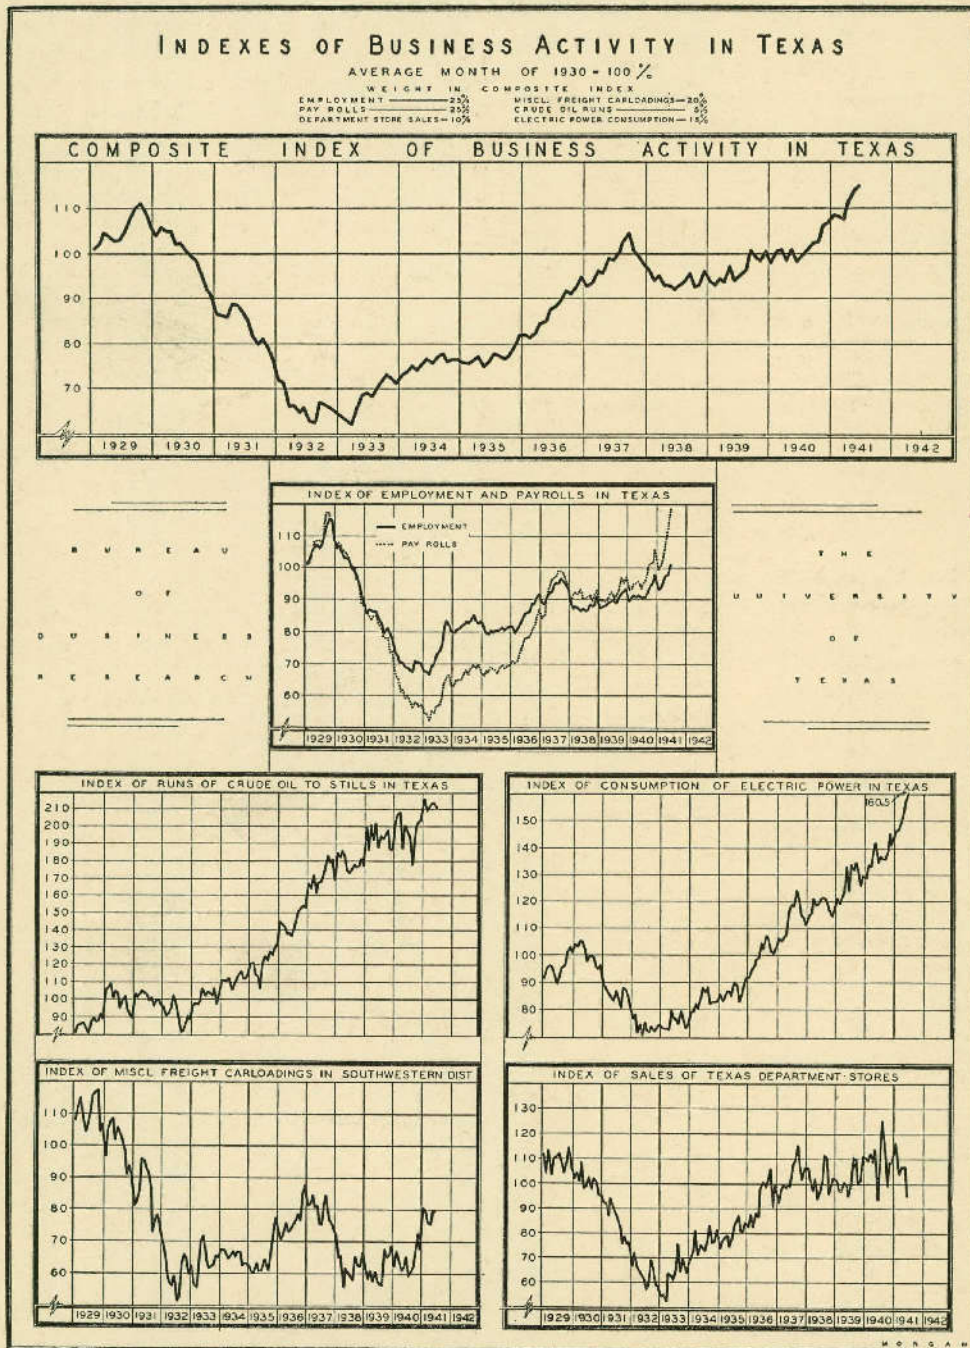 INDEXES OF BUSINESS ACTIVITY IN TEXAS
AVERAGE MONTH OF 1930 = 100 %
WEIGHT IN COMPOSITE INDEX
EMPLOYMENT — 25% MISCL. FREIGHT CARLOADINGS — 20%
PAY ROLLS — 25% CRUDE OIL RUNS — 5%
DEPARTMENT STORE SALES — 10% ELECTRIC POWER CONSUMPTION — 15%
COMPOSITE INDEX OF BUSINESS ACTIVITY IN TEXAS
110
100
90
80
70
1929 1930 1931 1932 1933 1934 1935 1936 1937 1938 1939 1940 1941 1942
BUREAU
OF
BUSINESS
RESEARCH
INDEX OF EMPLOYMENT AND PAYROLLS IN TEXAS
EMPLOYMENT
PAY ROLLS
110
100
90
80
70
60
1929 1930 1931 1932 1933 1934 1935 1936 1937 1938 1939 1940 1941 1942
THE
UNIVERSITY
OF
TEXAS
INDEX OF RUNS OF CRUDE OIL TO STILLS IN TEXAS
210
200
190
180
170
160
150
140
130
120
110
100
90
80
INDEX OF CONSUMPTION OF ELECTRIC POWER IN TEXAS
160.5
150
140
130
120
110
100
90
80
70
INDEX OF MISCL FREIGHT CARLOADINGS IN SOUTHWESTERN DIST
110
100
90
80
70
60
1929 1930 1931 1932 1933 1934 1935 1936 1937 1938 1939 1940 1941 1942
INDEX OF SALES OF TEXAS DEPARTMENT STORES
130
120
110
100
90
80
70
60
1929 1930 1931 1932 1933 1934 1935 1936 1937 1938 1939 1940 1941 1942
MORGAN